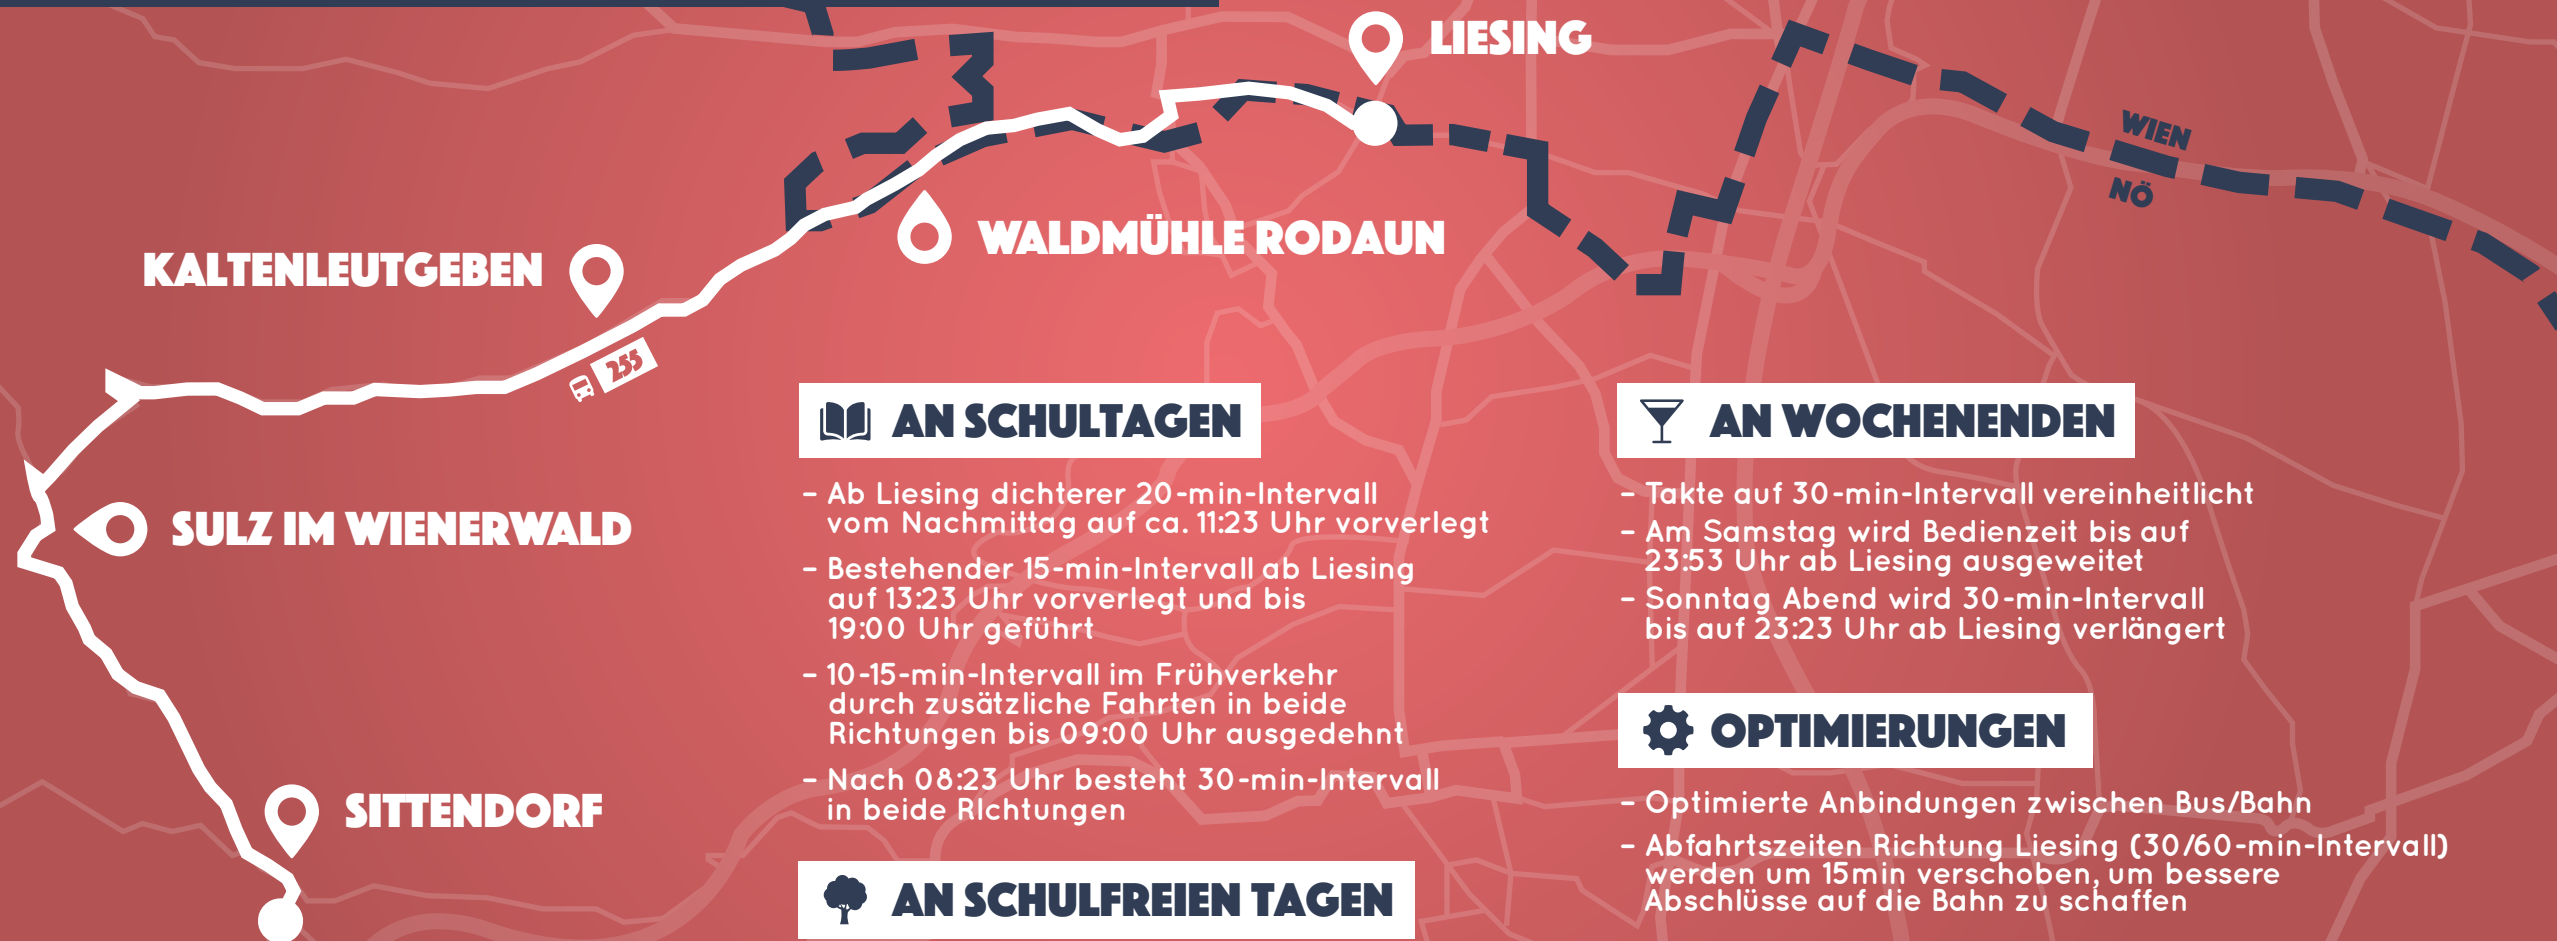 LIESING
WIEN
NÖ
WALDMÜHLE RODAUN
KALTENLEUTGEBEN
255
SULZ IM WIENERWALD
SITTENDORF
AN SCHULTAGEN
– Ab Liesing dichterer 20-min-Intervall
vom Nachmittag auf ca. 11:23 Uhr vorverlegt
– Bestehender 15-min-Intervall ab Liesing
auf 13:23 Uhr vorverlegt und bis
19:00 Uhr geführt
– 10-15-min-Intervall im Frühverkehr
durch zusätzliche Fahrten in beide
Richtungen bis 09:00 Uhr ausgedehnt
– Nach 08:23 Uhr besteht 30-min-Intervall
in beide RIchtungen
AN SCHULFREIEN TAGEN
AN WOCHENENDEN
– Takte auf 30-min-Intervall vereinheitlicht
– Am Samstag wird Bedienzeit bis auf
23:53 Uhr ab Liesing ausgeweitet
– Sonntag Abend wird 30-min-Intervall
bis auf 23:23 Uhr ab Liesing verlängert
OPTIMIERUNGEN
– Optimierte Anbindungen zwischen Bus/Bahn
– Abfahrtszeiten Richtung Liesing (30/60-min-Intervall)
werden um 15min verschoben, um bessere
Abschlüsse auf die Bahn zu schaffen